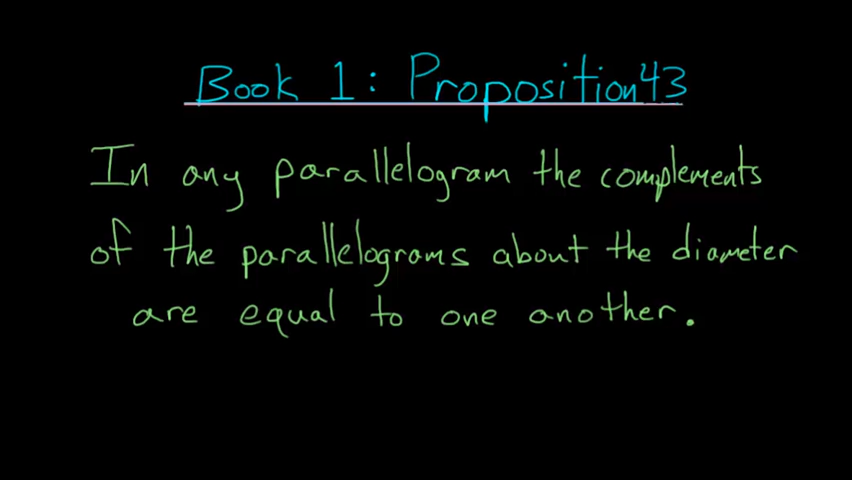 Book 1: Proposition 43
In any parallelogram the complements
of the parallelograms about the diameter
are equal to one another.